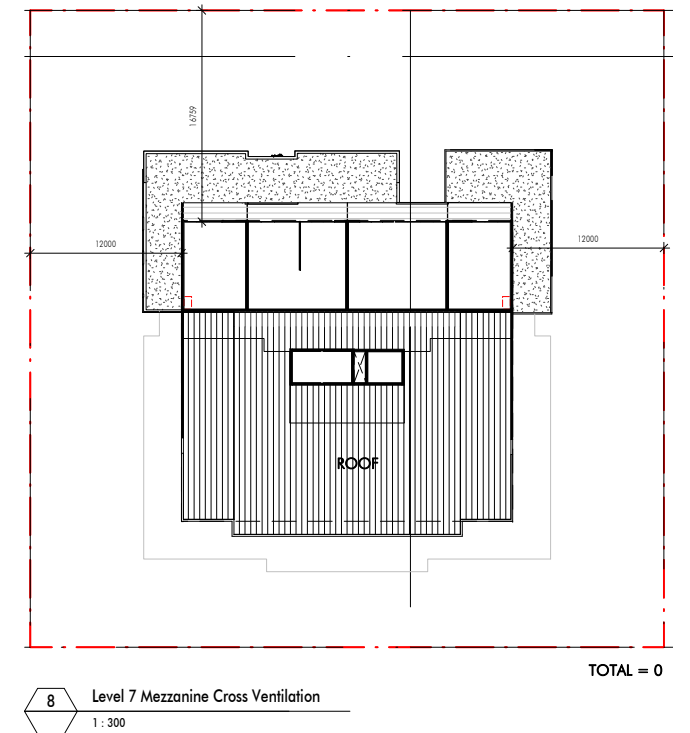 16759
12000
12000
ROOF
TOTAL = 0
8
Level 7 Mezzanine Cross Ventilation
1 : 300